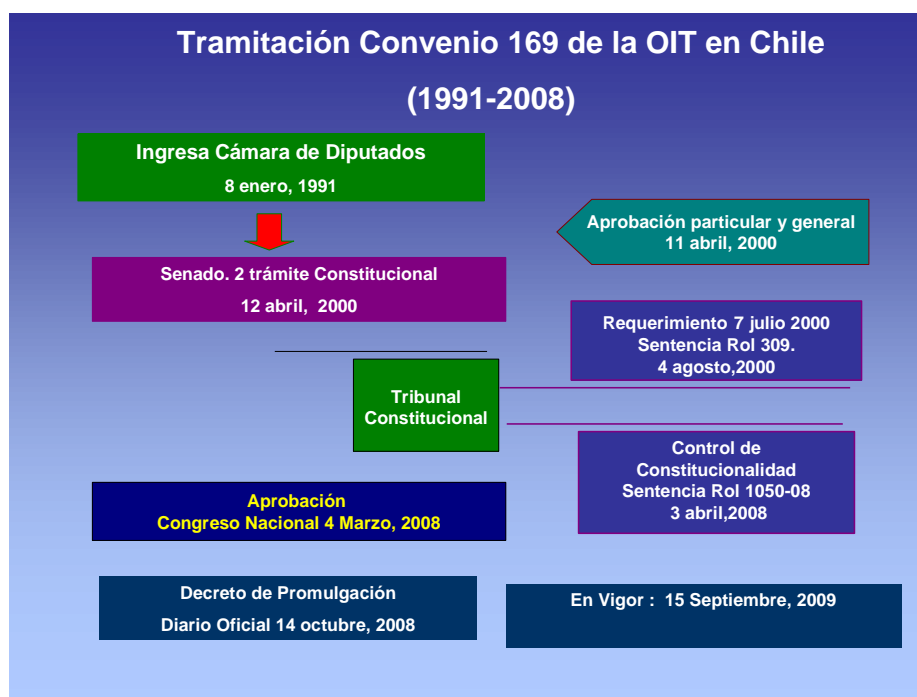 Tramitación Convenio 169 de la OIT en Chile
(1991-2008)
Ingresa Cámara de Diputados
8 enero, 1991
Aprobación particular y general
11 abril, 2000
Senado. 2 trámite Constitucional
12 abril, 2000
Requerimiento 7 julio 2000
Sentencia Rol 309.
4 agosto,2000
Tribunal
Constitucional
Control de
Constitucionalidad
Sentencia Rol 1050-08
3 abril,2008
Aprobación
Congreso Nacional 4 Marzo, 2008
Decreto de Promulgación
Diario Oficial 14 octubre, 2008
En Vigor : 15 Septiembre, 2009